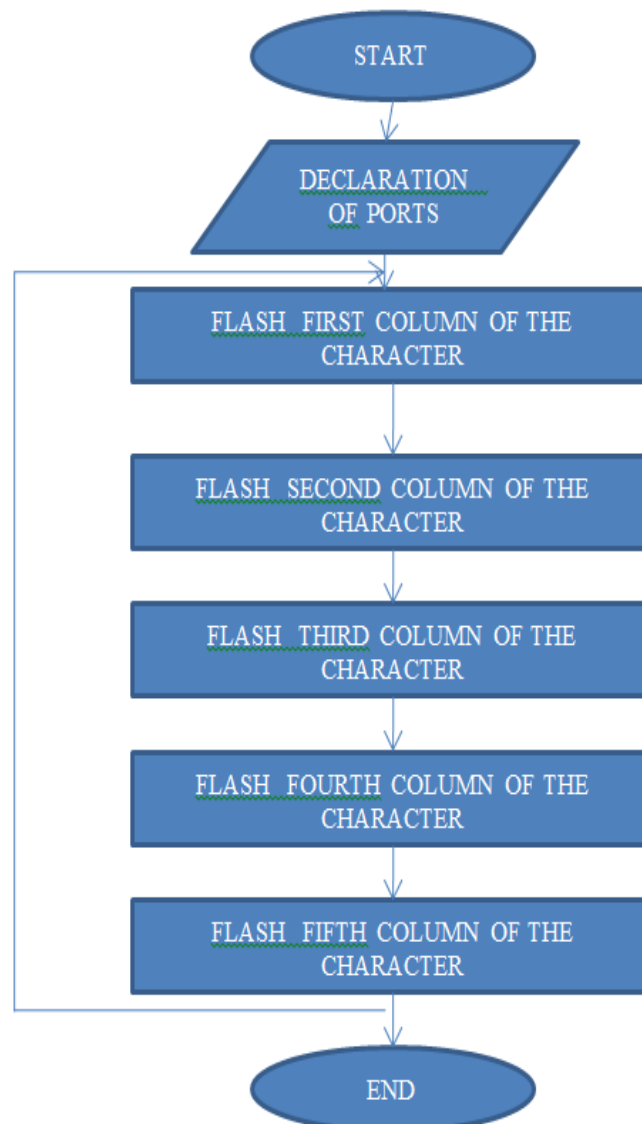 START
DECLARATION
OF PORTS
FLASH FIRST COLUMN OF THE
CHARACTER
FLASH SECOND COLUMN OF THE
CHARACTER
FLASH THIRD COLUMN OF THE
CHARACTER
FLASH FOURTH COLUMN OF THE
CHARACTER
FLASH FIFTH COLUMN OF THE
CHARACTER
END